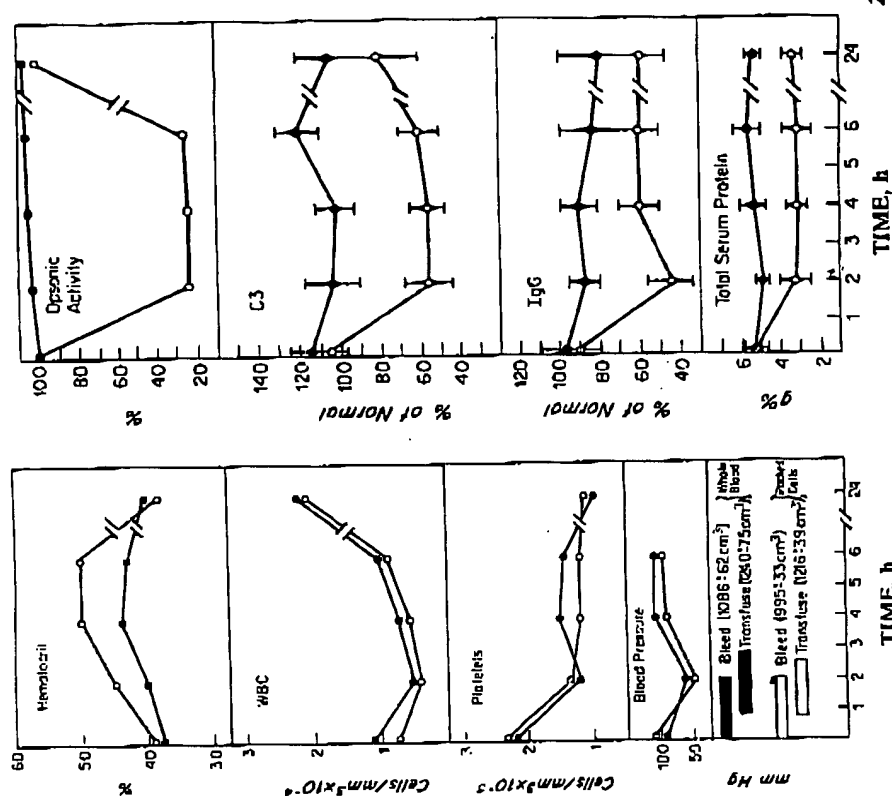 Hematocrit
60
50
40
30
%
WBC
2
1
Cells/mm³x10⁻⁴
Platelets
3
2
1
Cells/mm³x10⁻⁵
Blood Pressure
100
50
mm Hg
Bleed (1086±62cm³)
Transfuse (1240±75cm³)
Whole Blood
Bleed (995±33cm³)
Transfuse (1216±39cm³)
Packed Cells
1 2 3 4 5 6 24
TIME, h
Opsonic Activity
100
80
60
40
20
%
C3
120
100
80
60
40
% of Normal
IgG
120
100
80
60
40
% of Normal
Total Serum Protein
8
6
4
2
g%
1 2 3 4 5 6 24
TIME, h
2